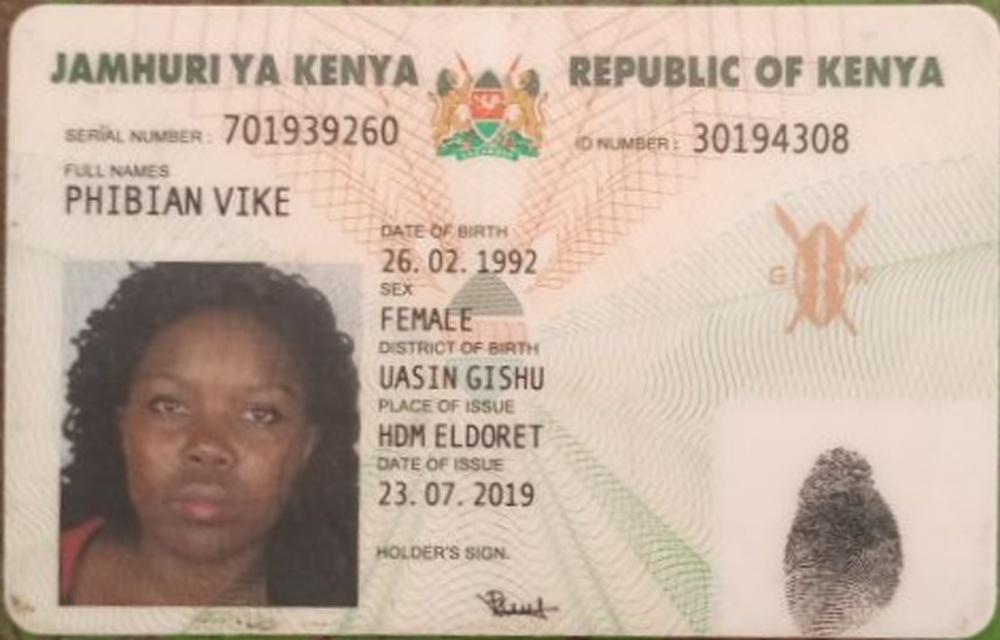 JAMHURI YA KENYA
REPUBLIC OF KENYA
SERIAL NUMBER : 701939260
ID NUMBER : 30194308
FULL NAMES
PHIBIAN VIKE
DATE OF BIRTH
26. 02. 1992
SEX
FEMALE
DISTRICT OF BIRTH
UASIN GISHU
PLACE OF ISSUE
HDM ELDORET
DATE OF ISSUE
23. 07. 2019
HOLDER'S SIGN.
G K